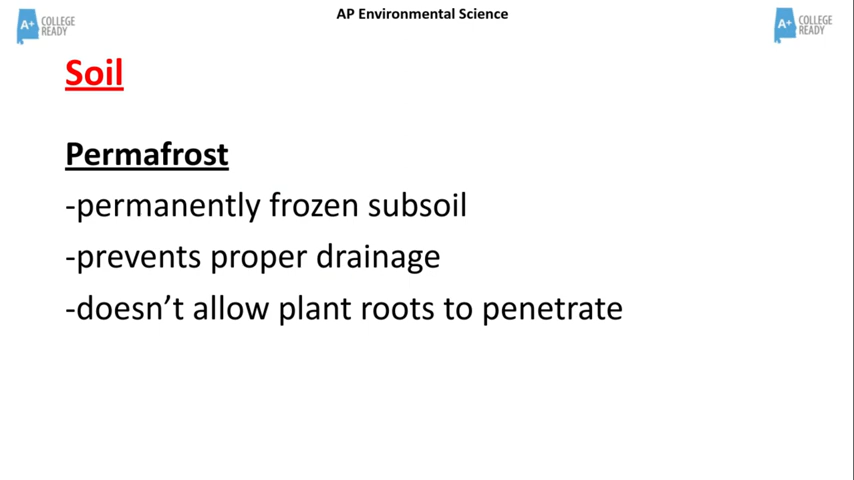 AP Environmental Science
A+ COLLEGE READY
A+ COLLEGE READY
Soil
Permafrost
-permanently frozen subsoil
-prevents proper drainage
-doesn’t allow plant roots to penetrate